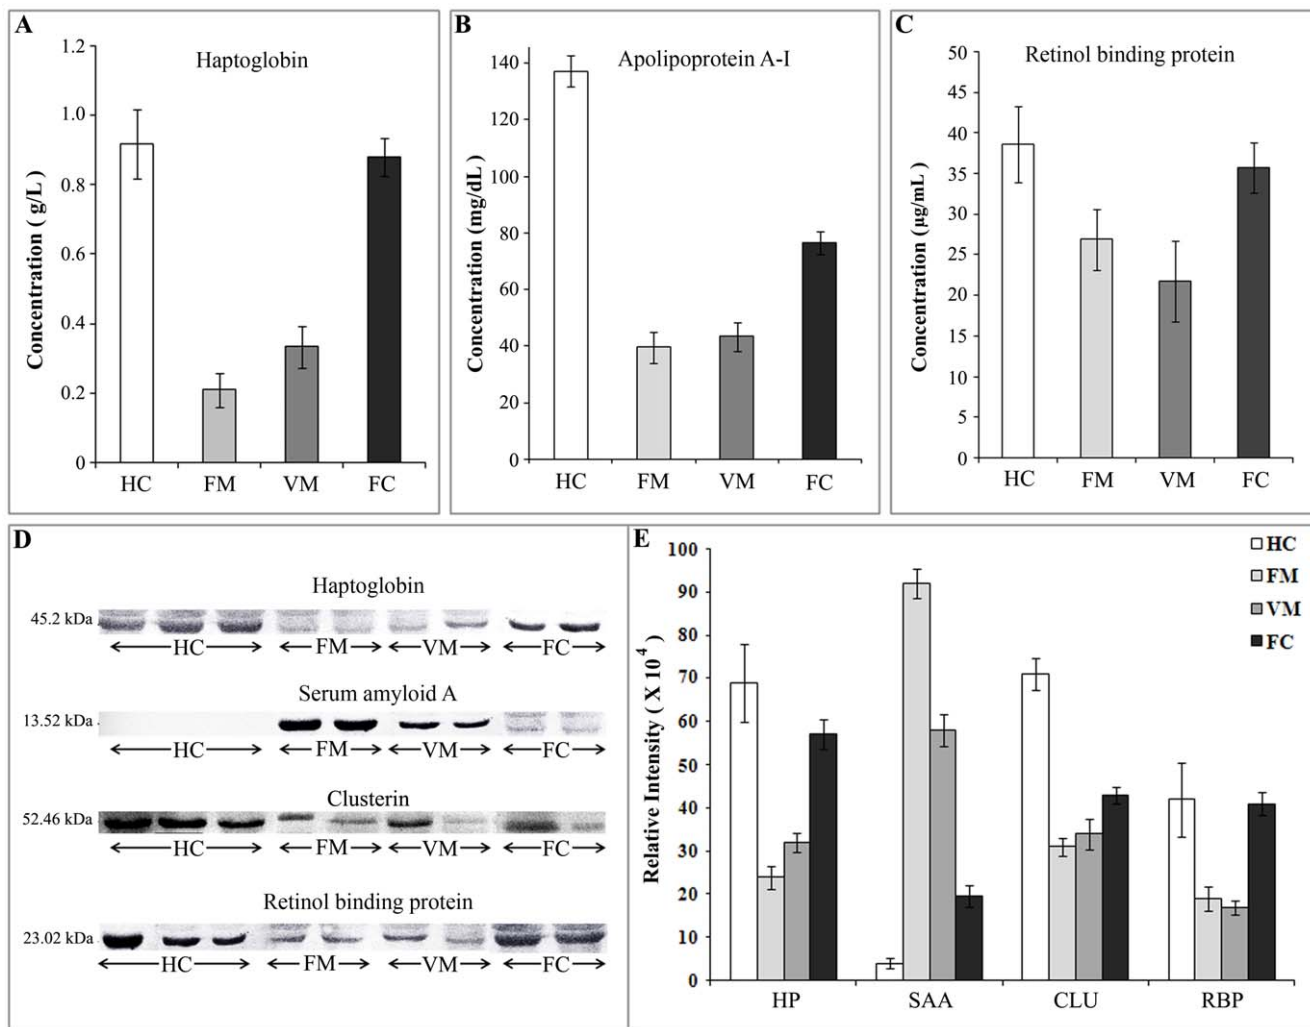 A
Haptoglobin
Concentration ( g/L )
1.2
1.0
0.8
0.6
0.4
0.2
0
HC FM VM FC
B
Apolipoprotein A-I
Concentration (mg/dL )
140
120
100
80
60
40
20
0
HC FM VM FC
C
Retinol binding protein
Concentration (µg/mL )
50
45
40
35
30
25
20
15
10
5
0
HC FM VM FC
D
Haptoglobin
45.2 kDa
HC FM VM FC
Serum amyloid A
13.52 kDa
HC FM VM FC
Clusterin
52.46 kDa
HC FM VM FC
Retinol binding protein
23.02 kDa
HC FM VM FC
E
Relative Intensity ( X 10⁴ )
100
90
80
70
60
50
40
30
20
10
0
HP SAA CLU RBP
HC
FM
VM
FC